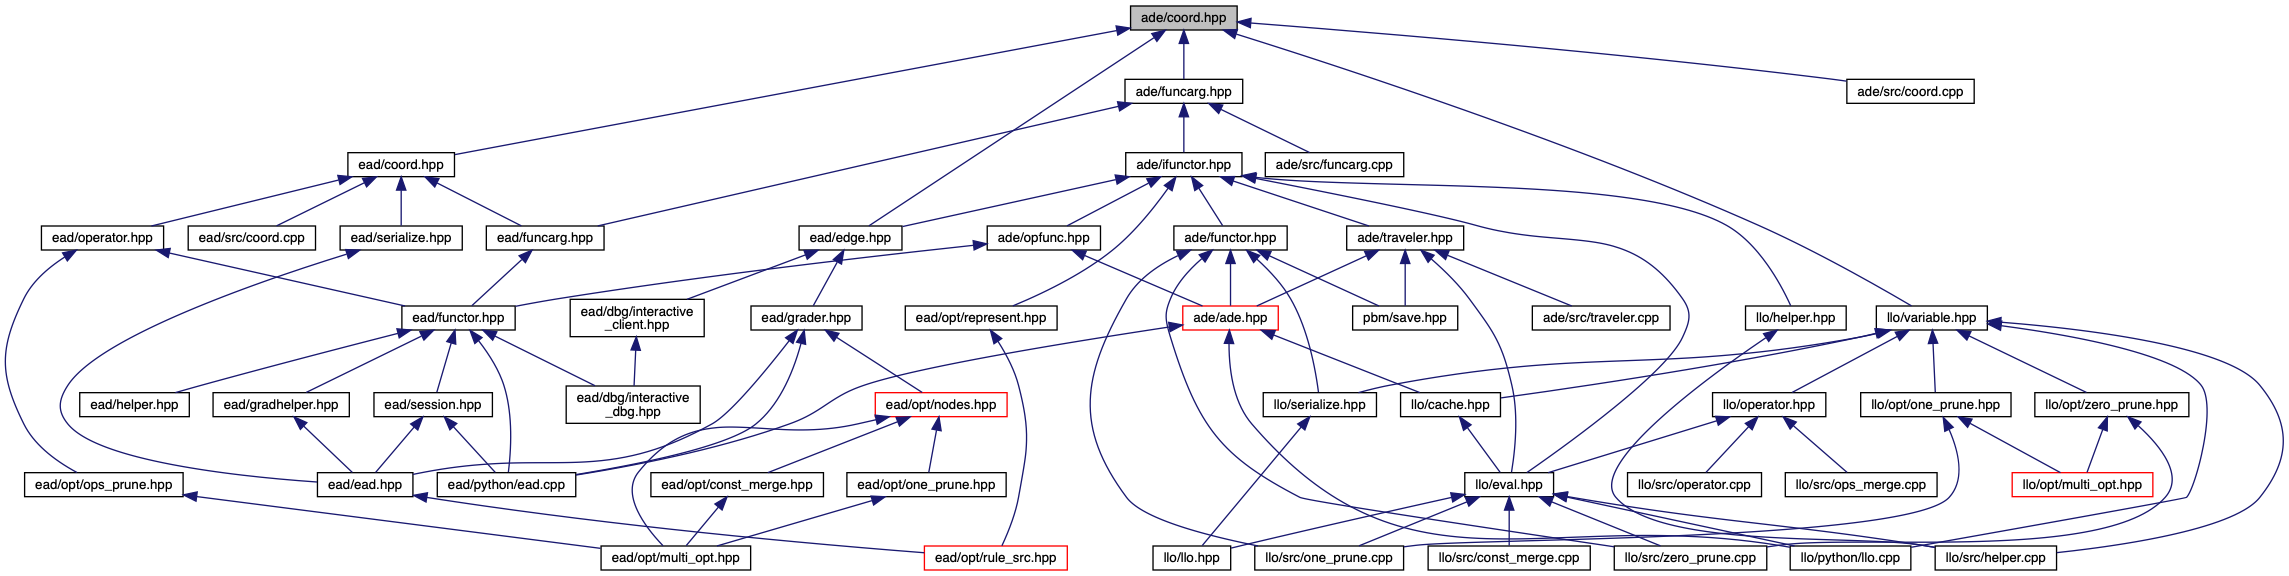 ade/coord.hpp
ade/funcarg.hpp
ade/src/coord.cpp
ead/coord.hpp
ade/ifunctor.hpp
ade/src/funcarg.cpp
ead/operator.hpp
ead/src/coord.cpp
ead/serialize.hpp
ead/funcarg.hpp
ead/edge.hpp
ade/opfunc.hpp
ade/functor.hpp
ade/traveler.hpp
ead/functor.hpp
ead/dbg/interactive
_client.hpp
ead/grader.hpp
ead/opt/represent.hpp
ade/ade.hpp
pbm/save.hpp
ade/src/traveler.cpp
llo/helper.hpp
llo/variable.hpp
ead/helper.hpp
ead/gradhelper.hpp
ead/session.hpp
ead/dbg/interactive
_dbg.hpp
ead/opt/nodes.hpp
llo/serialize.hpp
llo/cache.hpp
llo/operator.hpp
llo/opt/one_prune.hpp
llo/opt/zero_prune.hpp
ead/opt/ops_prune.hpp
ead/ead.hpp
ead/python/ead.cpp
ead/opt/const_merge.hpp
ead/opt/one_prune.hpp
llo/eval.hpp
llo/src/operator.cpp
llo/src/ops_merge.cpp
llo/opt/multi_opt.hpp
ead/opt/multi_opt.hpp
ead/opt/rule_src.hpp
llo/llo.hpp
llo/src/one_prune.cpp
llo/src/const_merge.cpp
llo/src/zero_prune.cpp
llo/python/llo.cpp
llo/src/helper.cpp